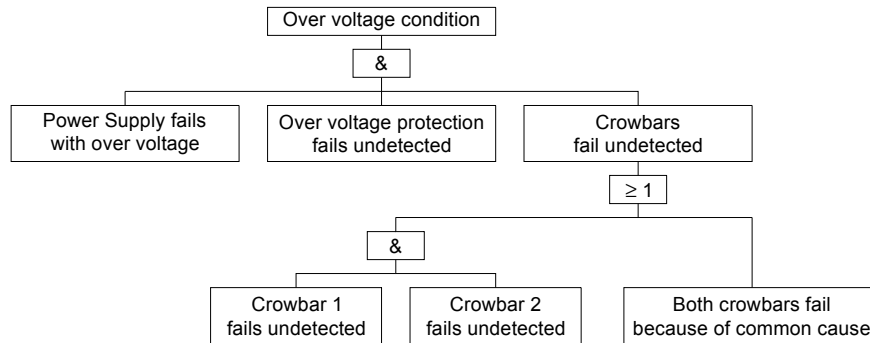 Over voltage condition
&
Power Supply fails
with over voltage
Over voltage protection
fails undetected
Crowbars
fail undetected
≥ 1
&
Crowbar 1
fails undetected
Crowbar 2
fails undetected
Both crowbars fail
because of common cause